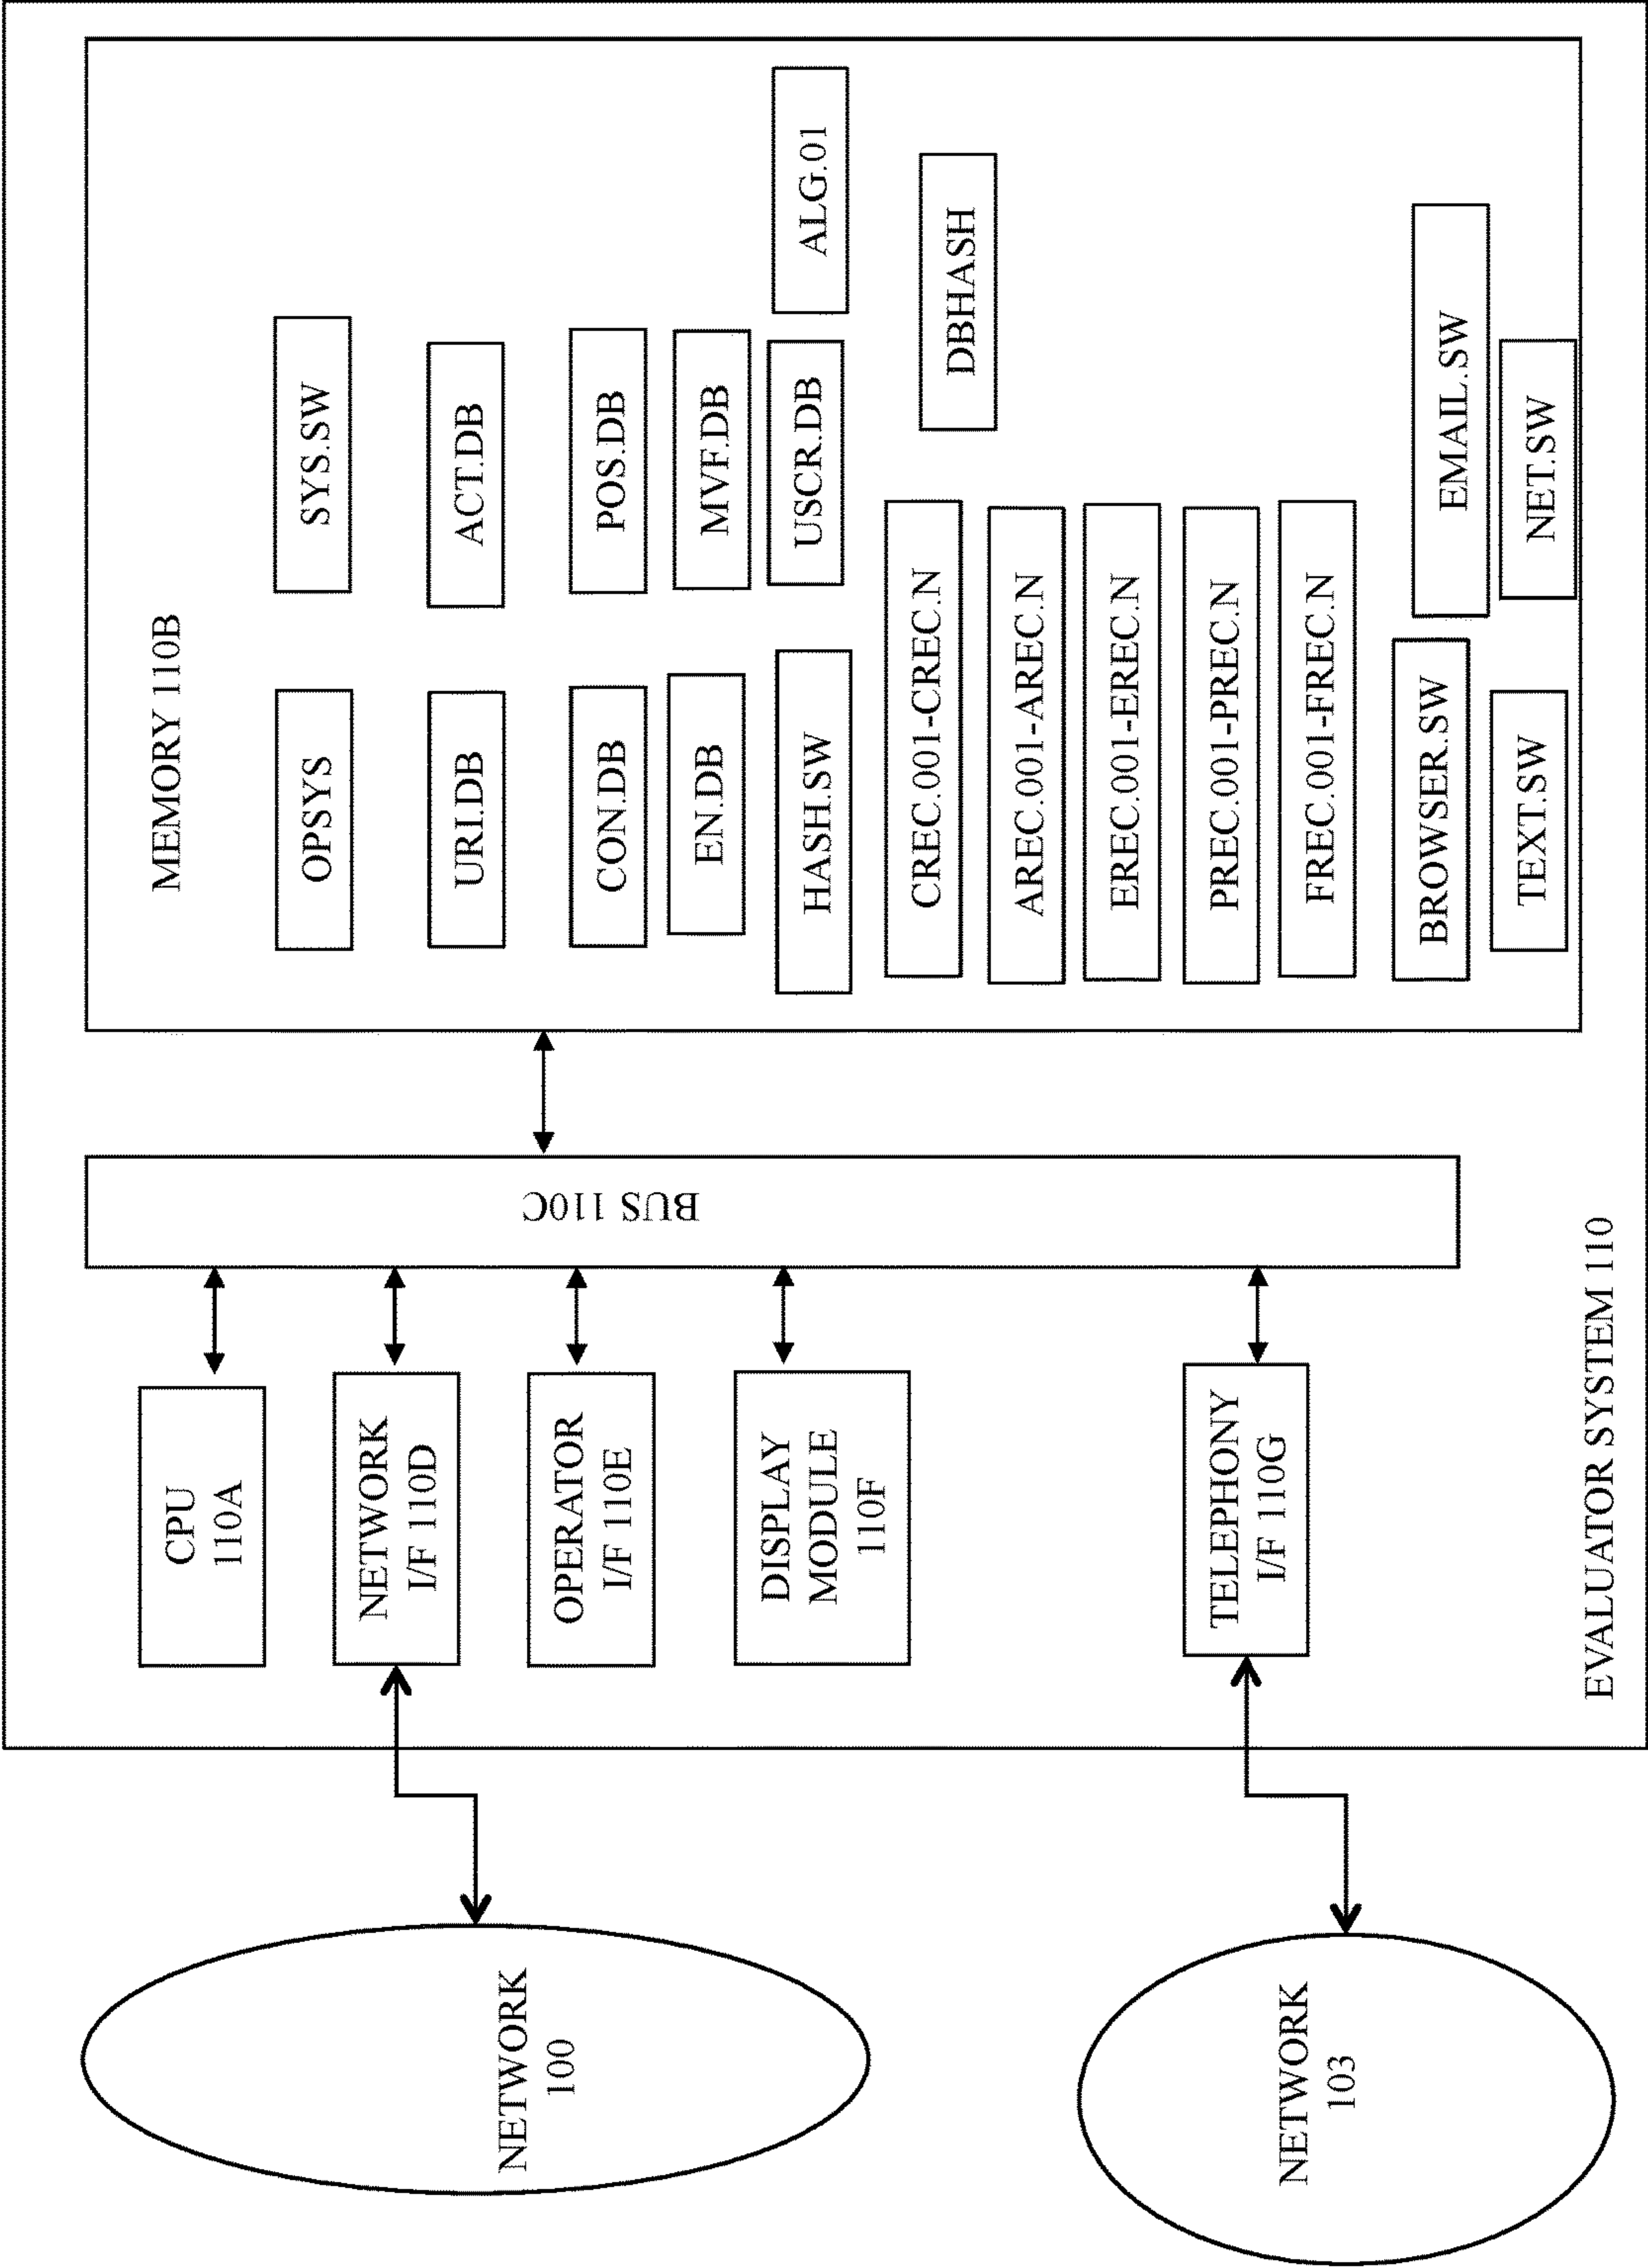 NETWORK
100
NETWORK
103
CPU
110A
NETWORK
I/F 110D
OPERATOR
I/F 110E
DISPLAY
MODULE
110F
TELEPHONY
I/F 110G
EVALUATOR SYSTEM 110
BUS 110C
MEMORY 110B
OPSYS
SYS.SW
URI.DB
ACT.DB
CON.DB
POS.DB
EN.DB
MVF.DB
HASH.SW
USCR.DB
ALG.01
CREC.001-CREC.N
DBHASH
AREC.001-AREC.N
EREC.001-EREC.N
PREC.001-PREC.N
FREC.001-FREC.N
BROWSER.SW
EMAIL.SW
TEXT.SW
NET.SW